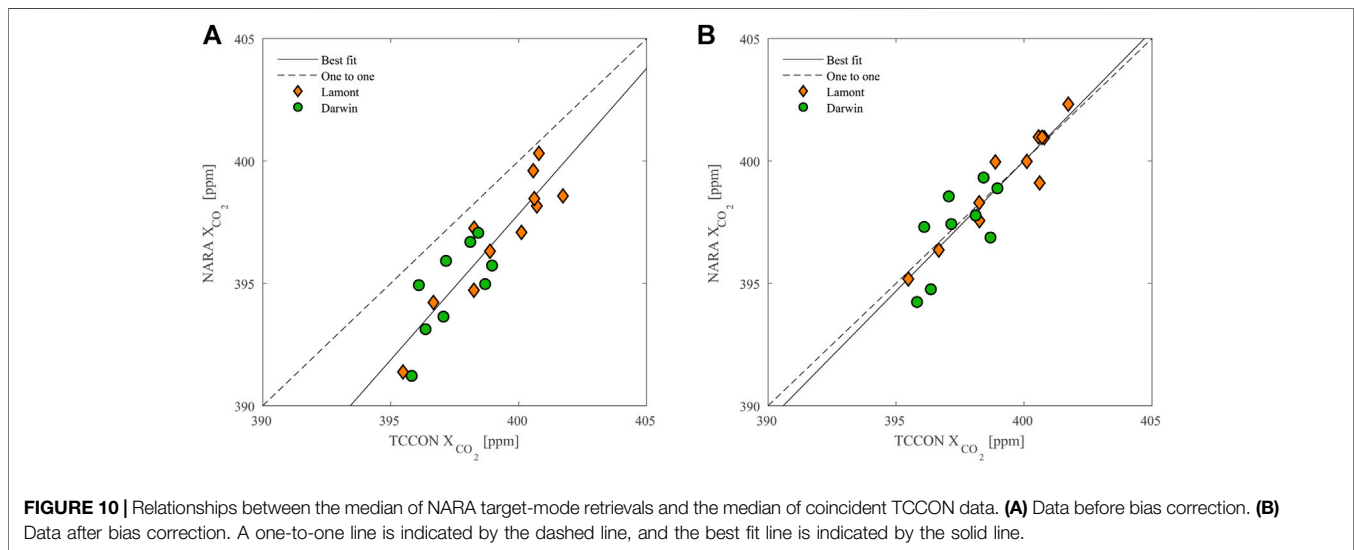 A
405
400
395
390
390
395
400
405
NARA X_CO_2 [ppm]
TCCON X_CO_2 [ppm]
Best fit
One to one
Lamont
Darwin
B
405
400
395
390
390
395
400
405
NARA X_CO_2 [ppm]
TCCON X_CO_2 [ppm]
Best fit
One to one
Lamont
Darwin
FIGURE 10 | Relationships between the median of NARA target-mode retrievals and the median of coincident TCCON data. (A) Data before bias correction. (B)
Data after bias correction. A one-to-one line is indicated by the dashed line, and the best fit line is indicated by the solid line.